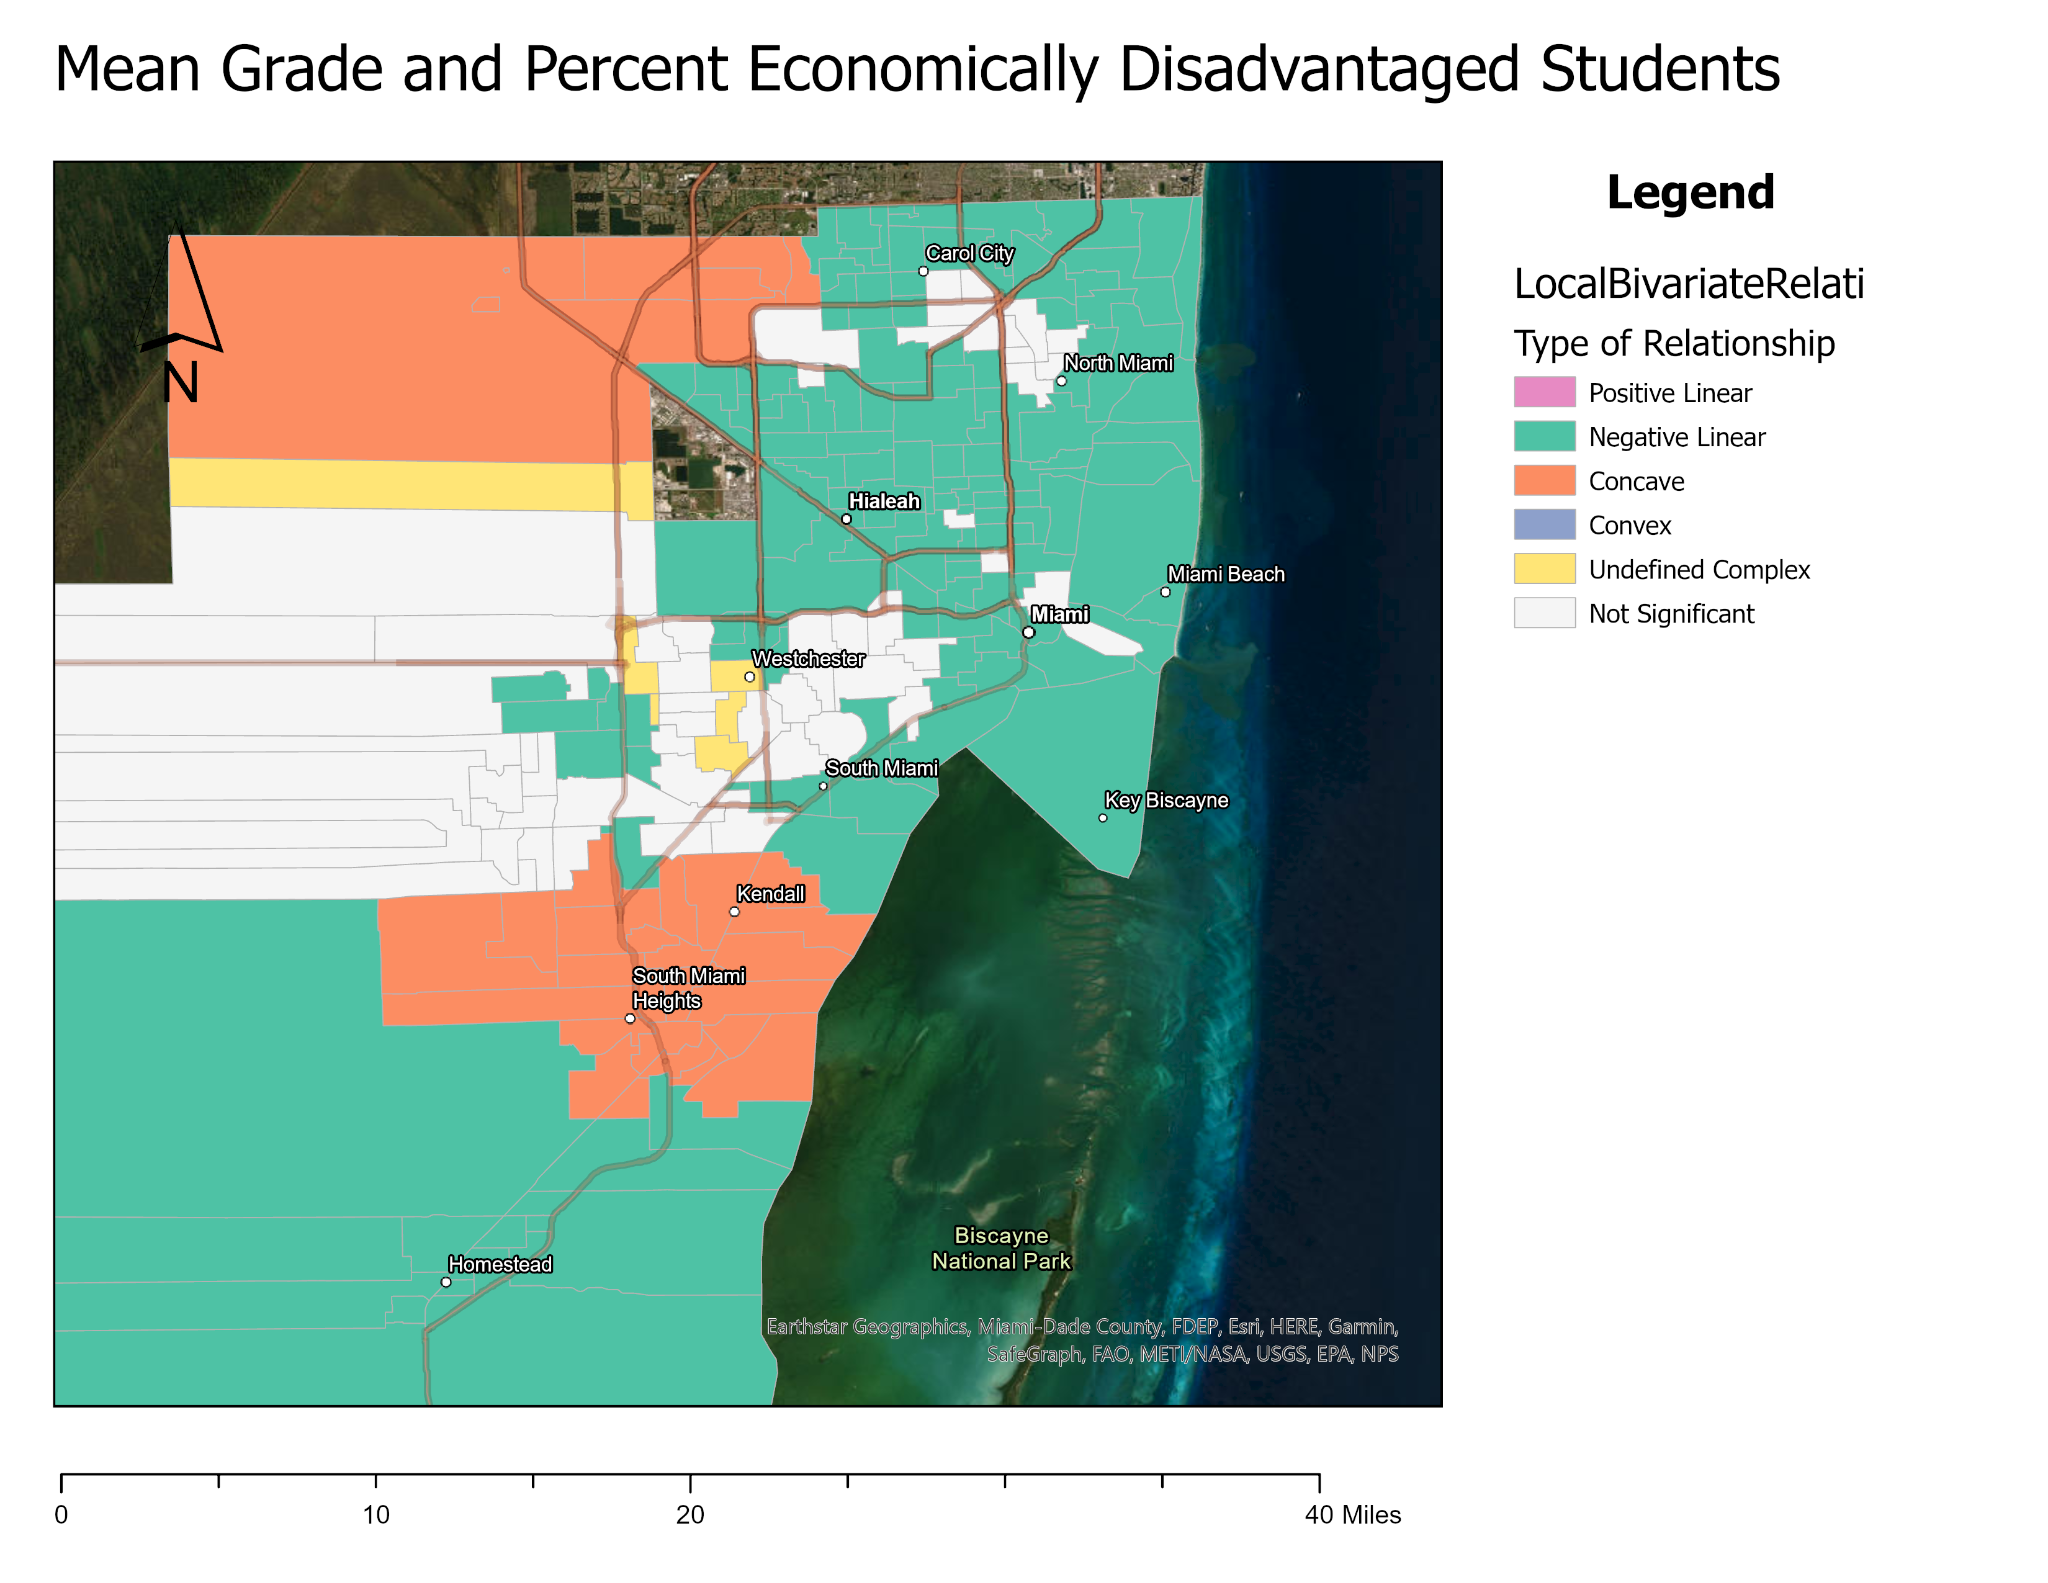 Mean Grade and Percent Economically Disadvantaged Students
N
Carol City
North Miami
Hialeah
Miami Beach
Miami
Westchester
South Miami
Key Biscayne
Kendall
South Miami
Heights
Homestead
Biscayne
National Park
Earthstar Geographics, Miami-Dade County, FDEP, Esri, HERE, Garmin,
SafeGraph, FAO, METI/NASA, USGS, EPA, NPS
Legend
LocalBivariateRelati
Type of Relationship
Positive Linear
Negative Linear
Concave
Convex
Undefined Complex
Not Significant
0 10 20 40 Miles